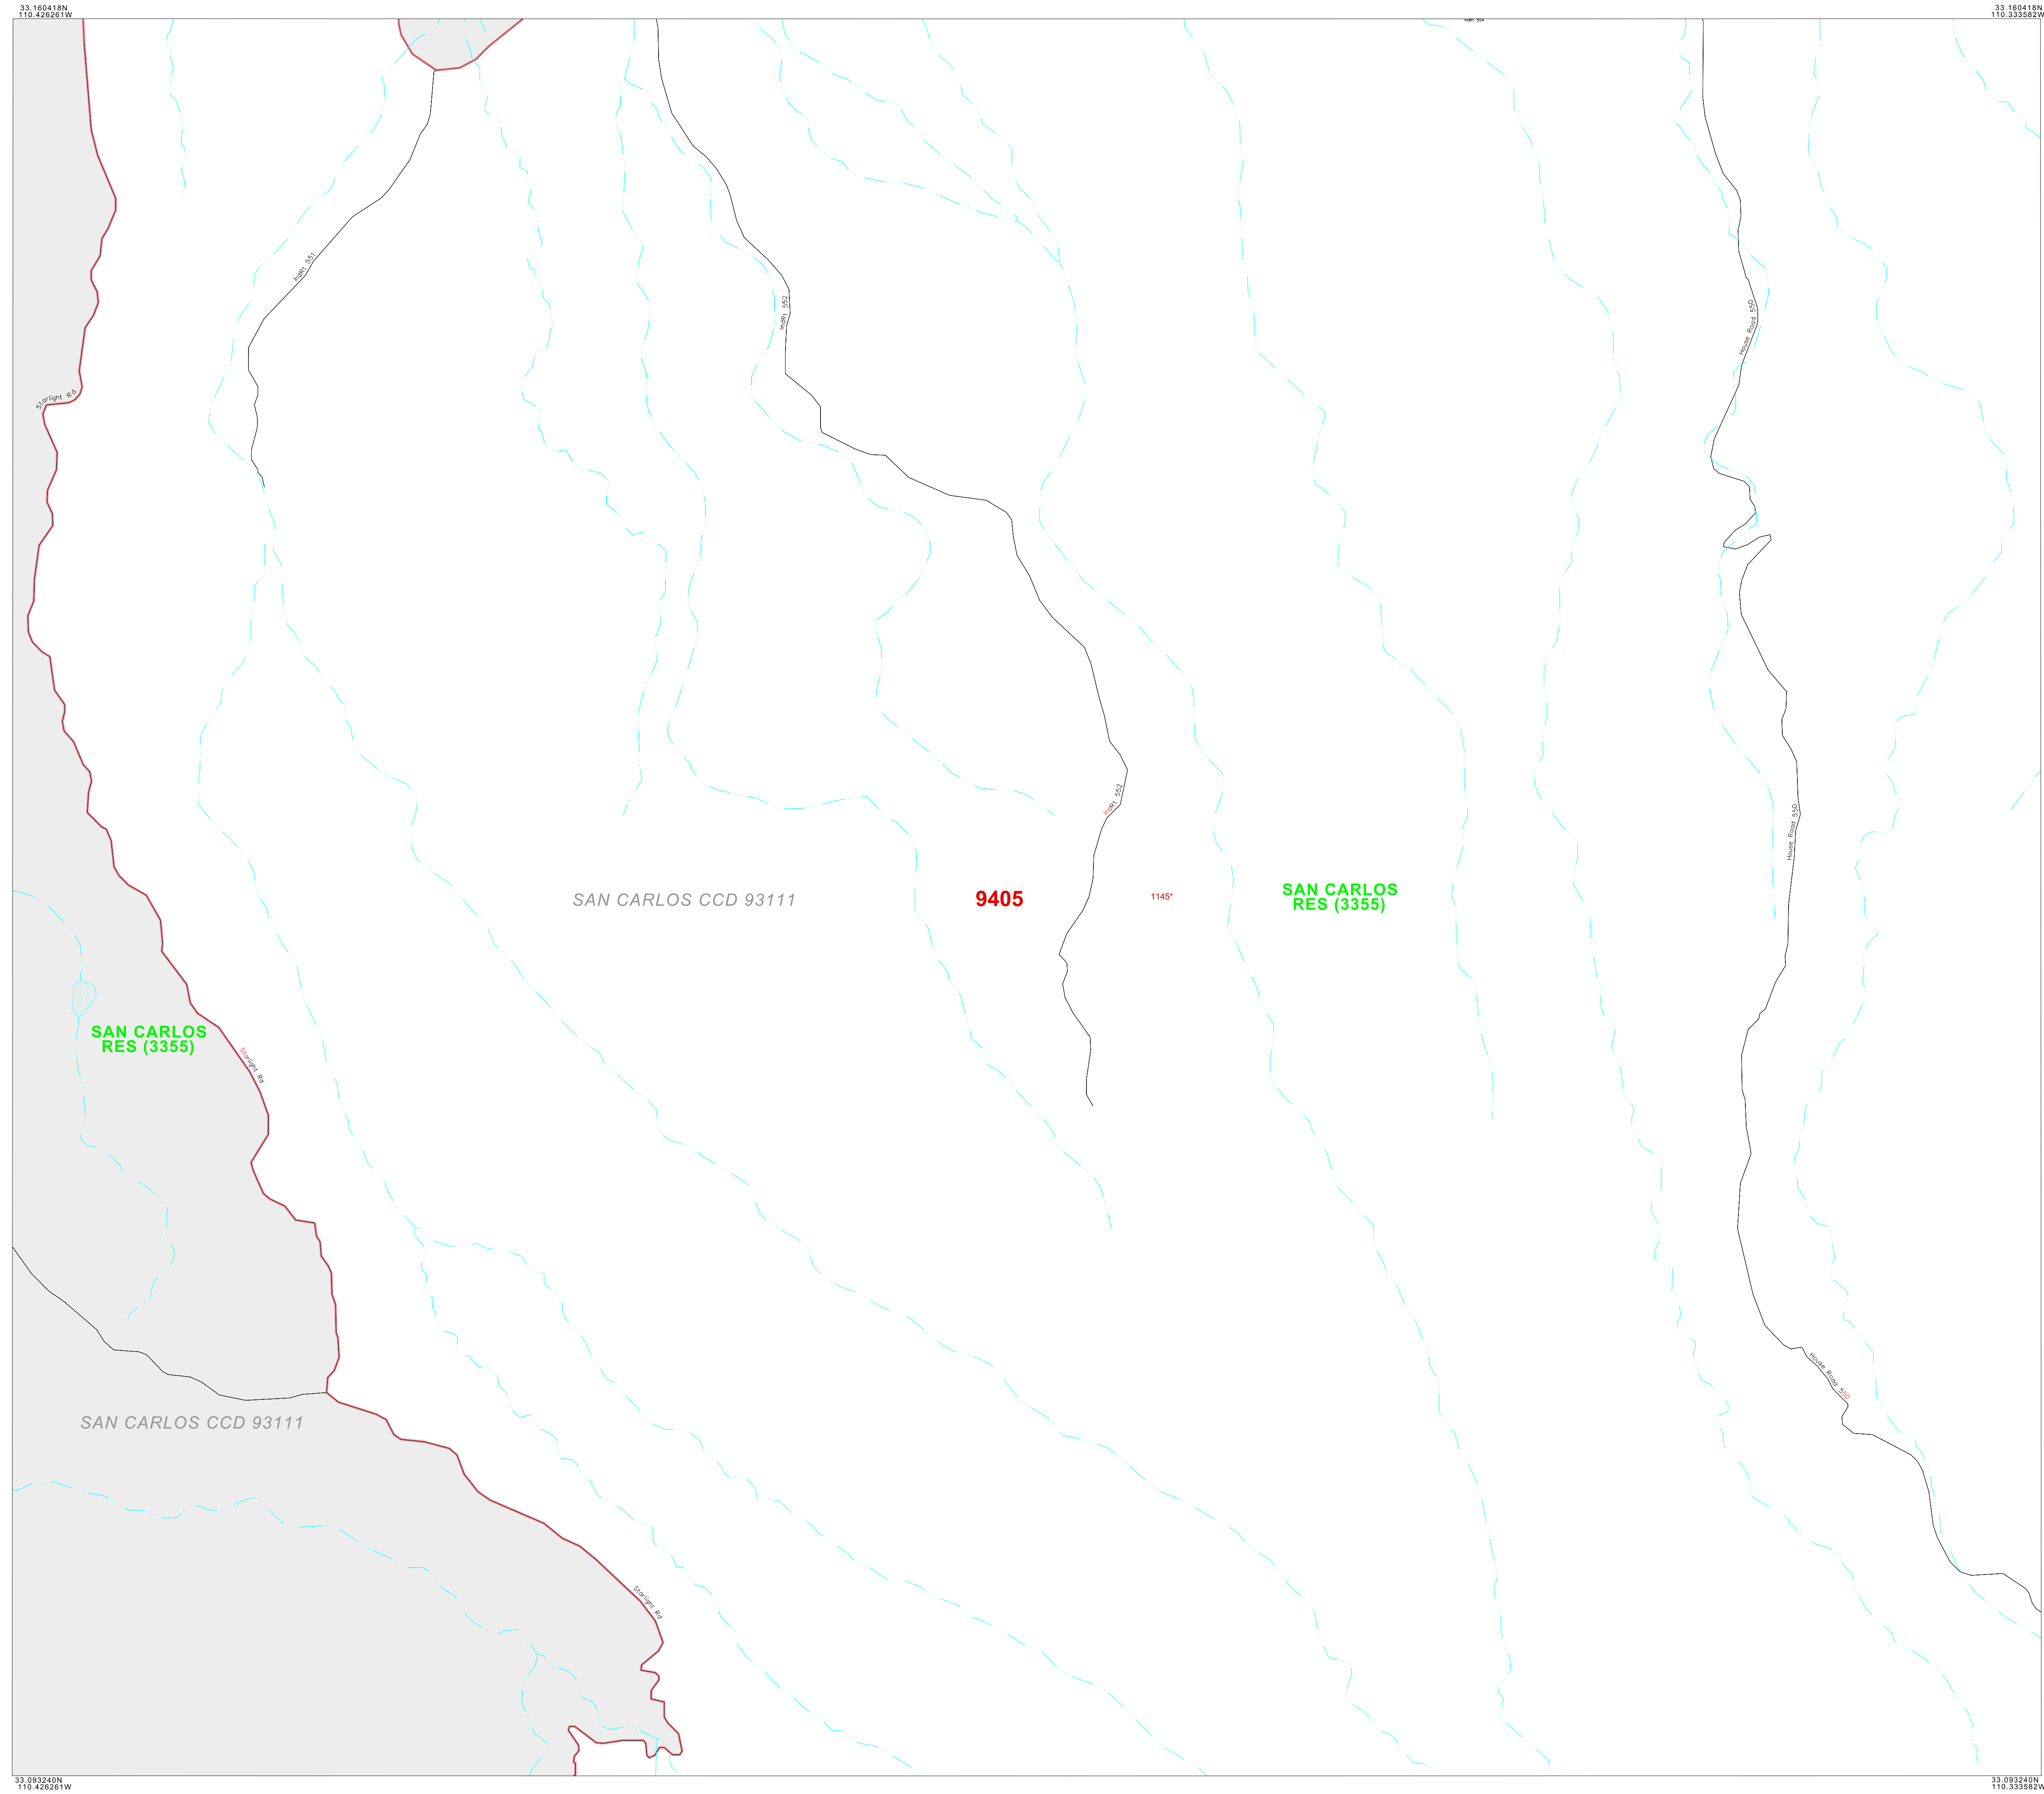 33.160418N
110.426261W
33.160418N
110.333582W
IndRt 554
IndRt 551
IndRt 552
House Road 550
Starlight Rd
IndRt 552
House Road 550
SAN CARLOS CCD 93111
9405
1145*
SAN CARLOS
RES (3355)
SAN CARLOS
RES (3355)
Starlight Rd
House Road 550
SAN CARLOS CCD 93111
Starlight Rd
33.093240N
110.426261W
33.093240N
110.333582W